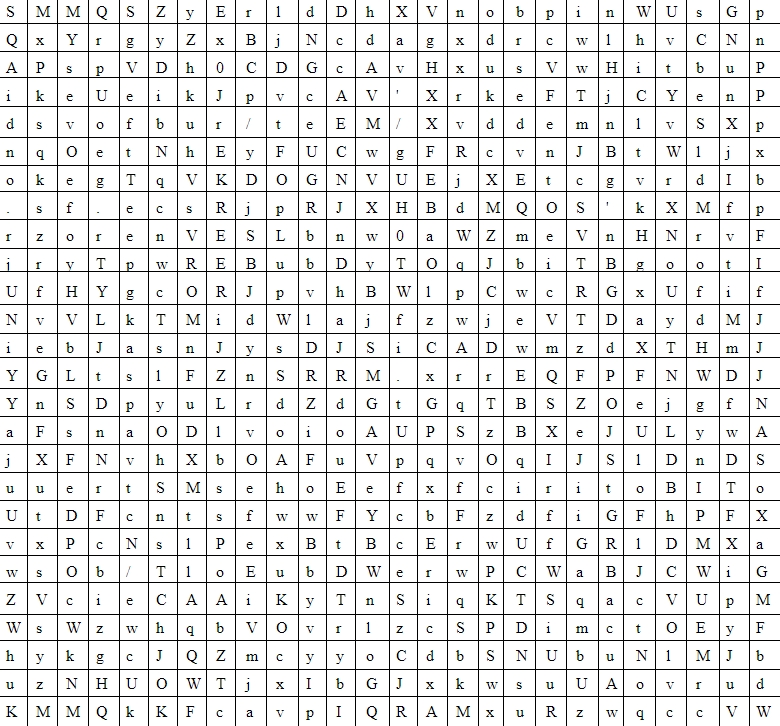 S M M Q S Z y E r l d D h X V n o b p i n W U s G p
Q x Y r g y Z x B j N c d a g x d r c w l h v C N n
A P s p V D h 0 C D G c A v H x u s V w H i t b u P
i k e U e i k J p v c A V ' X r k e F T j C Y e n P
d s v o f b u r / t e E M / X v d d e m n l v S X p
n q O e t N h E y F U C w g F R c v n J B t W l j x
o k e g T q V K D O G N V U E j X E t c g v r d I b
. s f . e c s R j p R J X H B d M Q O S ' k X M f p
r z o r e n V E S L b n w 0 a W Z m e V n H N r v F
j r y T p w R E B u b D y T O q J b i T B g o o t I
U f H Y g c O R J p v h B W l p C w c R G x U f i f
N v V L k T M i d W l a j f z w j e V T D a y d M J
i e b J a s n J y s D J S i C A D w m z d X T H m J
Y G L t s l F Z n S R R M . x r r E Q F P F N W D J
Y n S D p y u L r d Z d G t G q T B S Z O e j g f N
a F s n a O D l v o i o A U P S z B X e J U L y w A
j X F N v h X b O A F u V p q v O q I J S l D n D S
u u e r t S M s e h o E e f x f c i r i t o B I T o
U t D F c n t s f w w F Y c b F z d f i G F h P F X
v x P c N s l P e x B t B c E r w U f G R l D M X a
w s O b / T l o E u b D W e r w P C W a B J C W i G
Z V c i e C A A i K y T n S i q K T S q a c V U p M
W s W z w h q b V O v r l z c S P D i m c t O E y F
h y k g c J Q Z m c y y o C d b S N U b u N l M J b
u z N H U O W T j x I b G J x k w s u U A o v r u d
K M M Q k K F c a v p I Q R A M x u R z w q c c V W